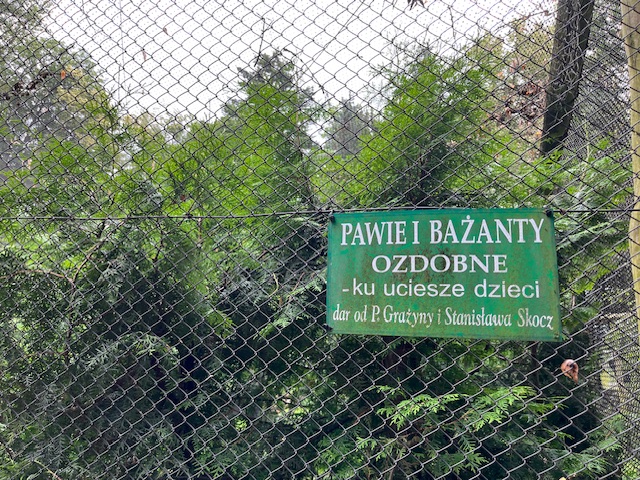 PAWIE I BAŻANTY
OZDOBNE
- ku uciesze dzieci
dar od P. Grażyny i Stanisława Skocz